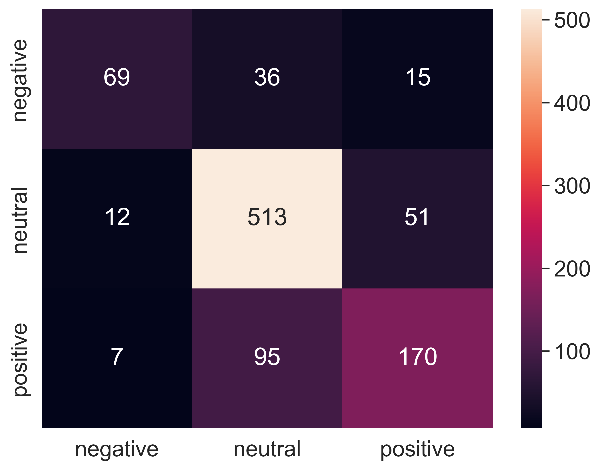 negative 69 36 15
neutral 12 513 51
positive 7 95 170
negative neutral positive
500
400
300
200
100